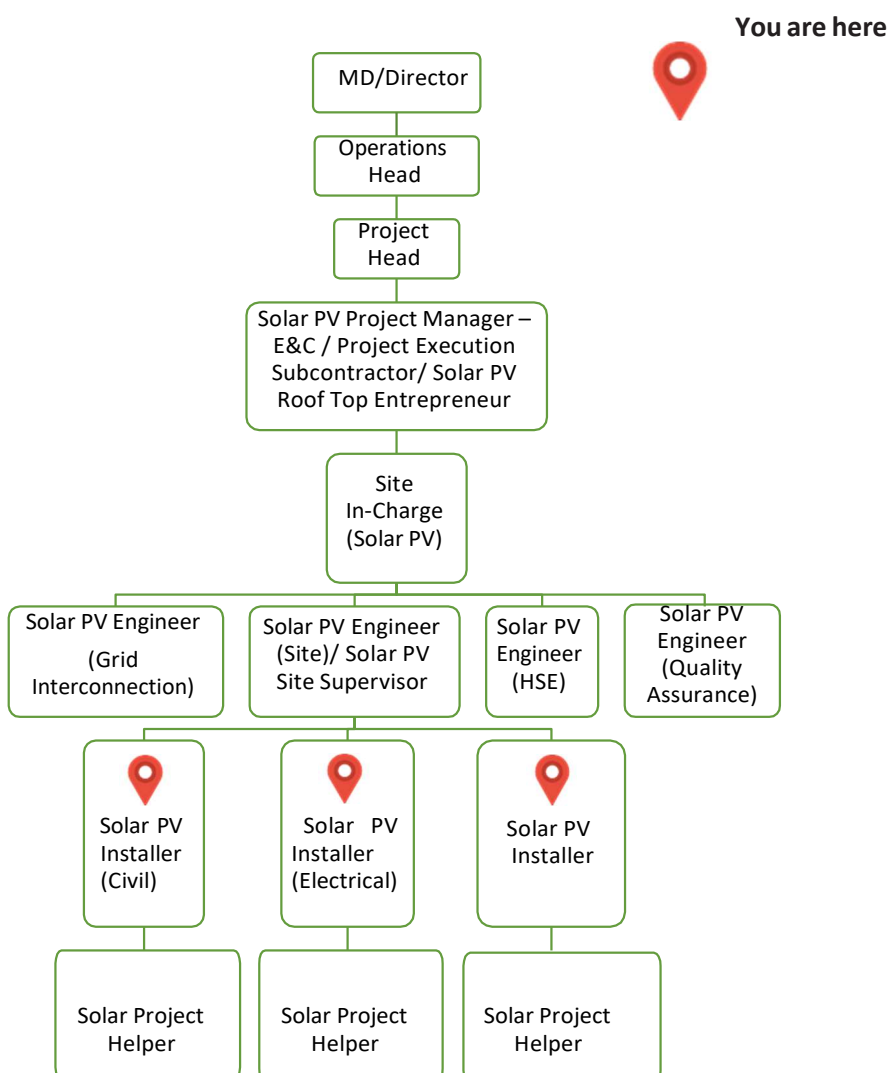 You are here
MD/Director
Operations
Head
Project
Head
Solar PV Project Manager –
E&C / Project Execution
Subcontractor/ Solar PV
Roof Top Entrepreneur
Site
In-Charge
(Solar PV)
Solar PV Engineer
(Grid
Interconnection)
Solar PV Engineer
(Site)/ Solar PV
Site Supervisor
Solar PV
Engineer
(HSE)
Solar PV
Engineer
(Quality
Assurance)
Solar PV
Installer
(Civil)
Solar PV
Installer
(Electrical)
Solar PV
Installer
Solar Project
Helper
Solar Project
Helper
Solar Project
Helper